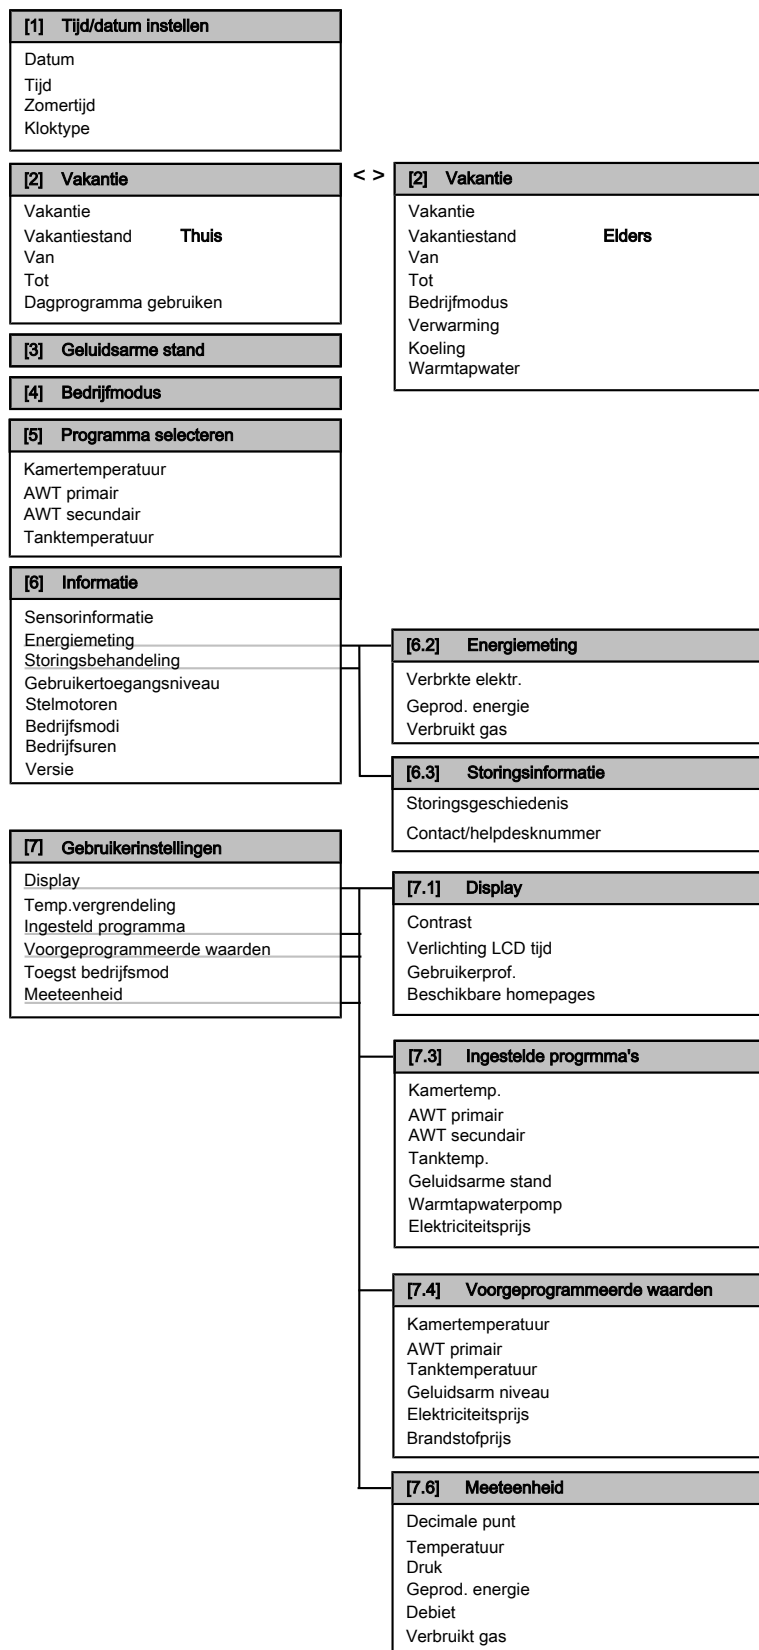 [1] Tijd/datum instellen
Datum
Tijd
Zomertijd
Kloktype
[2] Vakantie
Vakantie
Vakantiestand Thuis
Van
Tot
Dagprogramma gebruiken
< >
[2] Vakantie
Vakantie
Vakantiestand Elders
Van
Tot
Bedrijfmodus
Verwarming
Koeling
Warmtapwater
[3] Geluidsarme stand
[4] Bedrijfmodus
[5] Programma selecteren
Kamertemperatuur
AWT primair
AWT secundair
Tanktemperatuur
[6] Informatie
Sensorinformatie
Energiemeting
Storingsbehandeling
Gebruikertoegangsniveau
Stelmotoren
Bedrijfsmodi
Bedrijfsuren
Versie
[6.2] Energiemeting
Verbrkte elektr.
Geprod. energie
Verbruikt gas
[6.3] Storingsinformatie
Storingsgeschiedenis
Contact/helpdesknummer
[7] Gebruikerinstellingen
Display
Temp.vergrendeling
Ingesteld programma
Voorgeprogrammeerde waarden
Toegst bedrijfsmod
Meeteenheid
[7.1] Display
Contrast
Verlichting LCD tijd
Gebruikerprof.
Beschikbare homepages
[7.3] Ingestelde progrmma's
Kamertemp.
AWT primair
AWT secundair
Tanktemp.
Geluidsarme stand
Warmtapwaterpomp
Elektriciteitsprijs
[7.4] Voorgeprogrammeerde waarden
Kamertemperatuur
AWT primair
Tanktemperatuur
Geluidsarm niveau
Elektriciteitsprijs
Brandstofprijs
[7.6] Meeteenheid
Decimale punt
Temperatuur
Druk
Geprod. energie
Debiet
Verbruikt gas